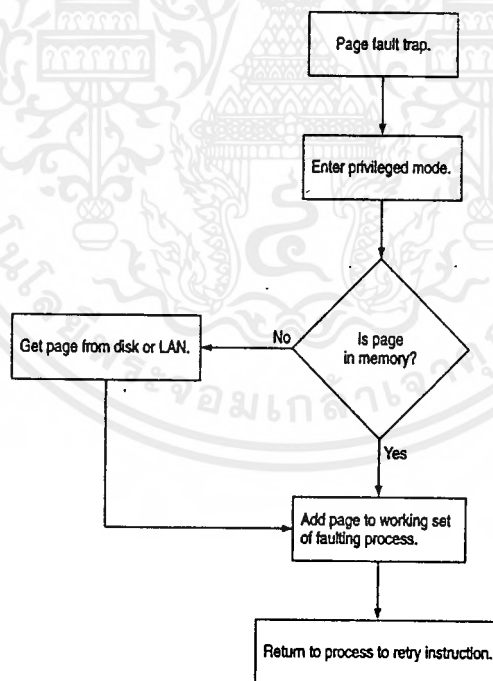 Page fault trap.
Enter privileged mode.
Is page
in memory?
No
Get page from disk or LAN.
Yes
Add page to working set
of faulting process.
Return to process to retry instruction.